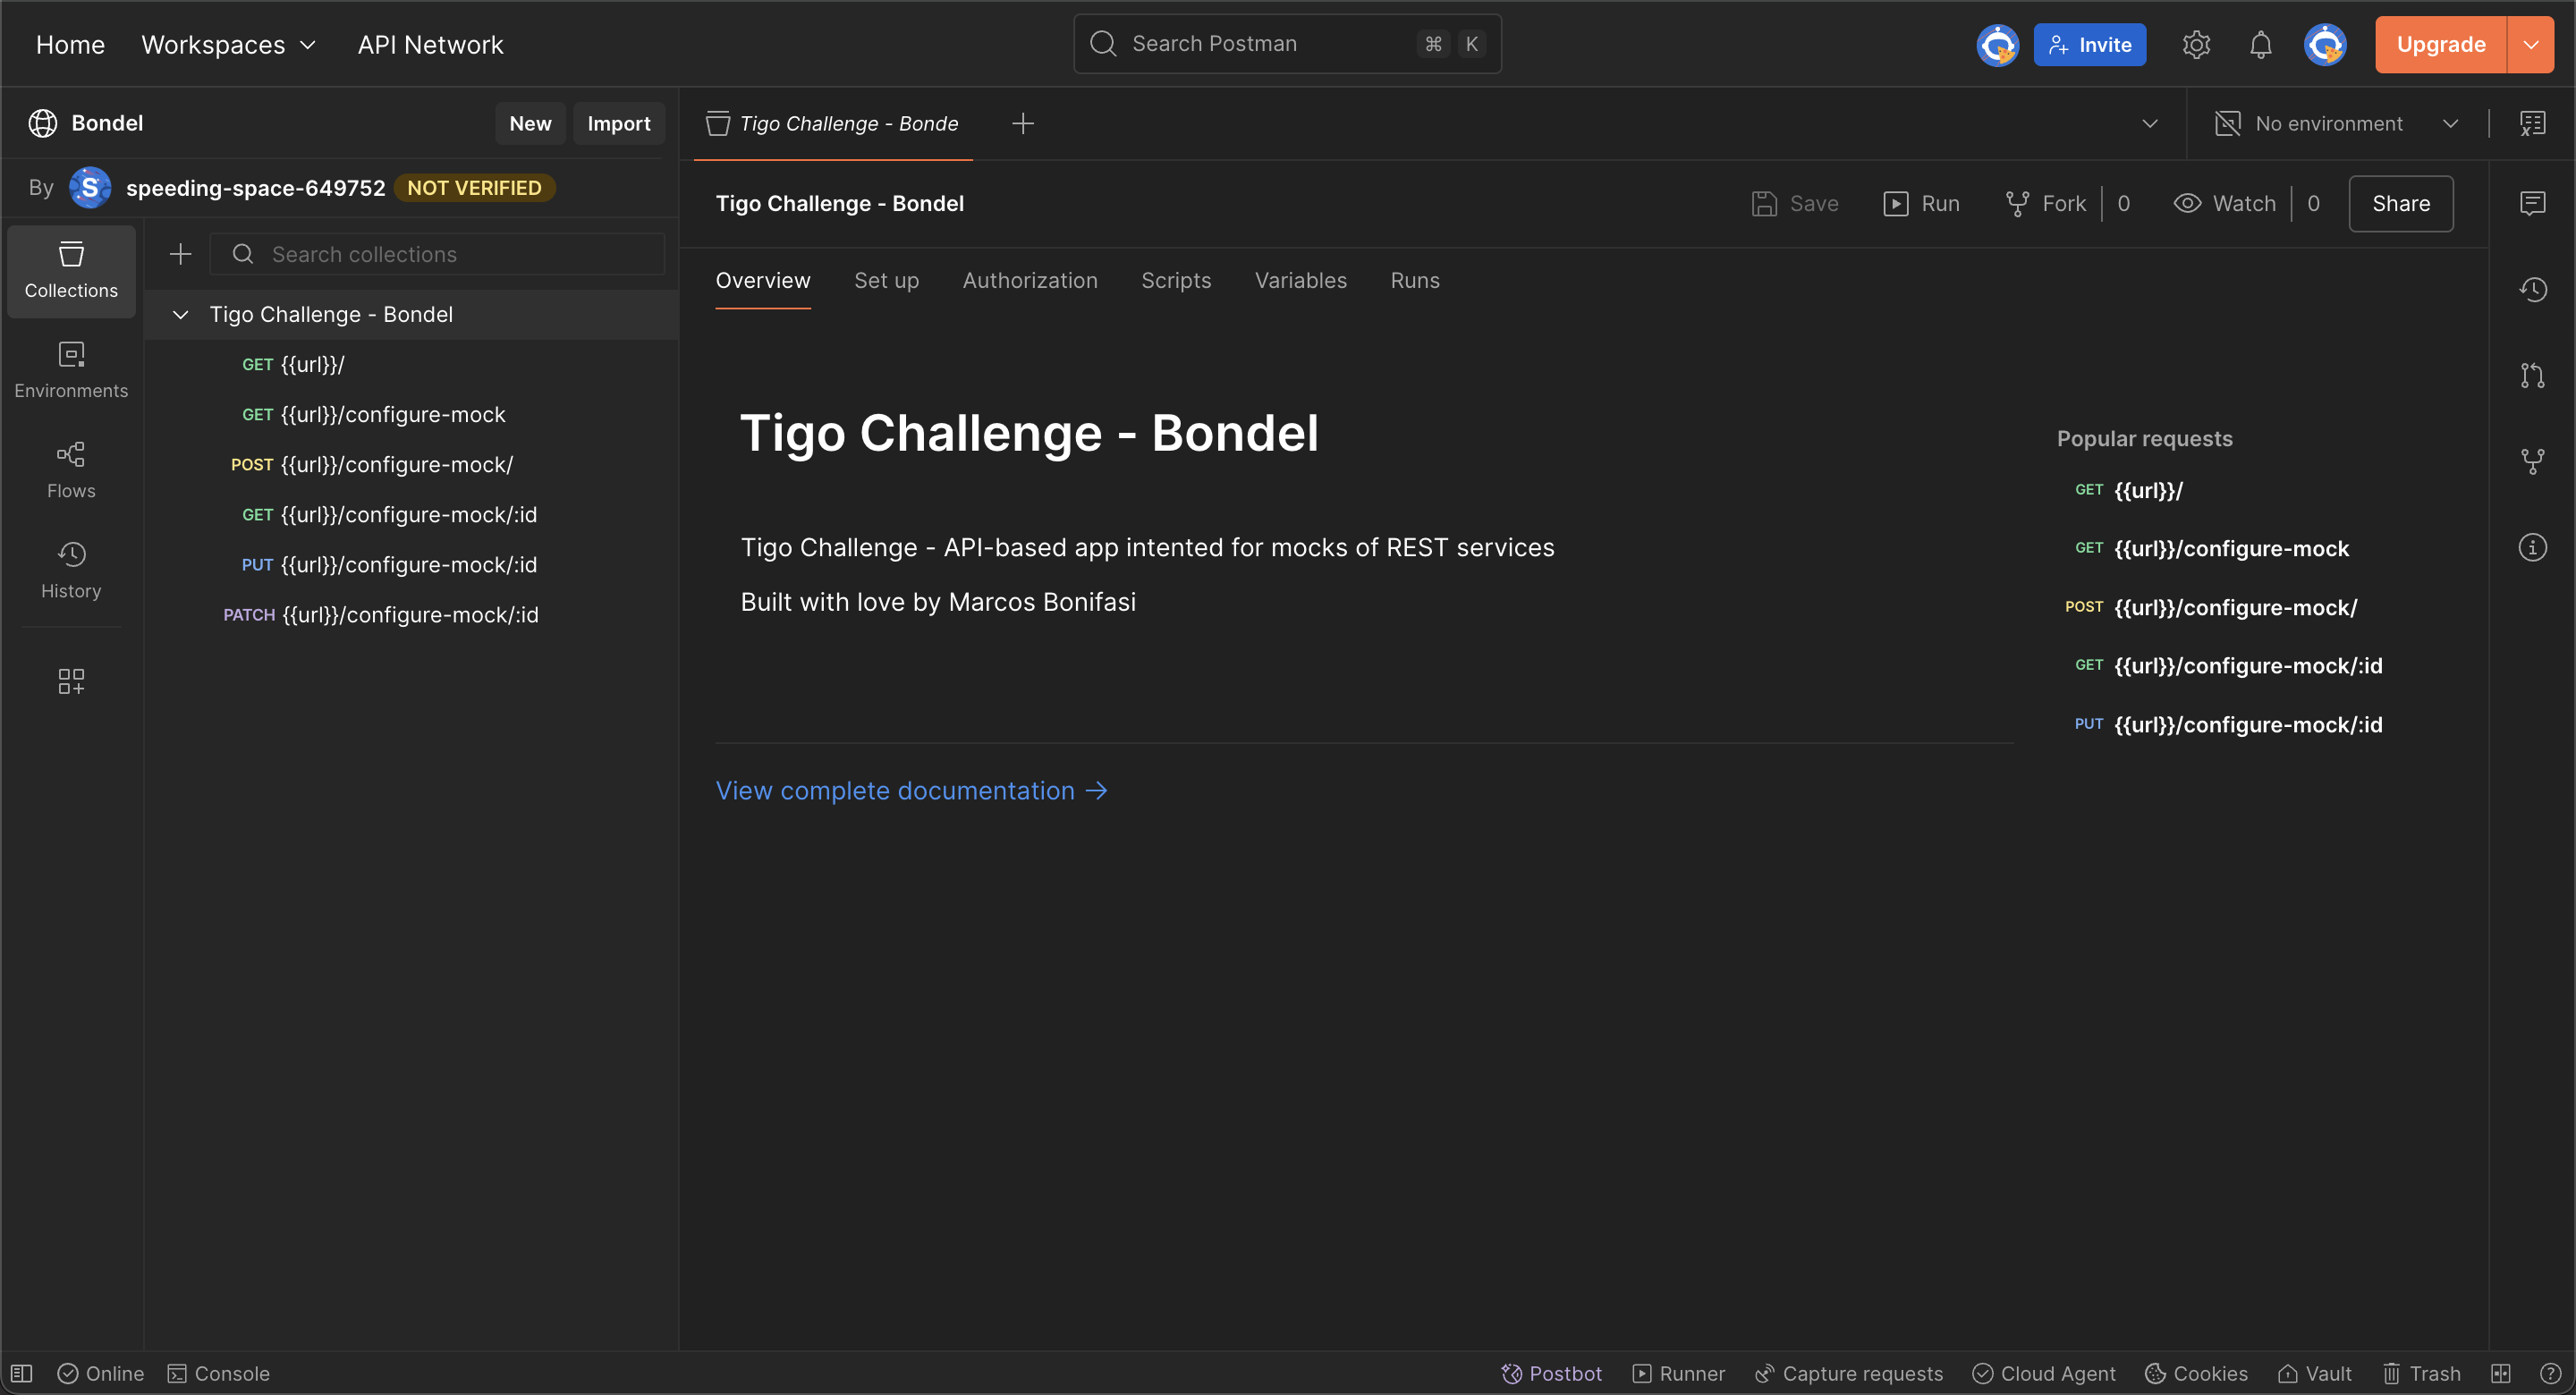 Home Workspaces API Network Search Postman ⌘ K Invite Upgrade
Bondel New Import Tigo Challenge - Bonde No environment
By speeding-space-649752 NOT VERIFIED
Tigo Challenge - Bondel Save Run Fork 0 Watch 0 Share
Collections
Environments
Flows
History
Search collections
Tigo Challenge - Bondel
GET {{url}}/
GET {{url}}/configure-mock
POST {{url}}/configure-mock/
GET {{url}}/configure-mock/:id
PUT {{url}}/configure-mock/:id
PATCH {{url}}/configure-mock/:id
Overview Set up Authorization Scripts Variables Runs
Tigo Challenge - Bondel
Tigo Challenge - API-based app intented for mocks of REST services
Built with love by Marcos Bonifasi
View complete documentation →
Popular requests
GET {{url}}/
GET {{url}}/configure-mock
POST {{url}}/configure-mock/
GET {{url}}/configure-mock/:id
PUT {{url}}/configure-mock/:id
Online Console Postbot Runner Capture requests Cloud Agent Cookies Vault Trash